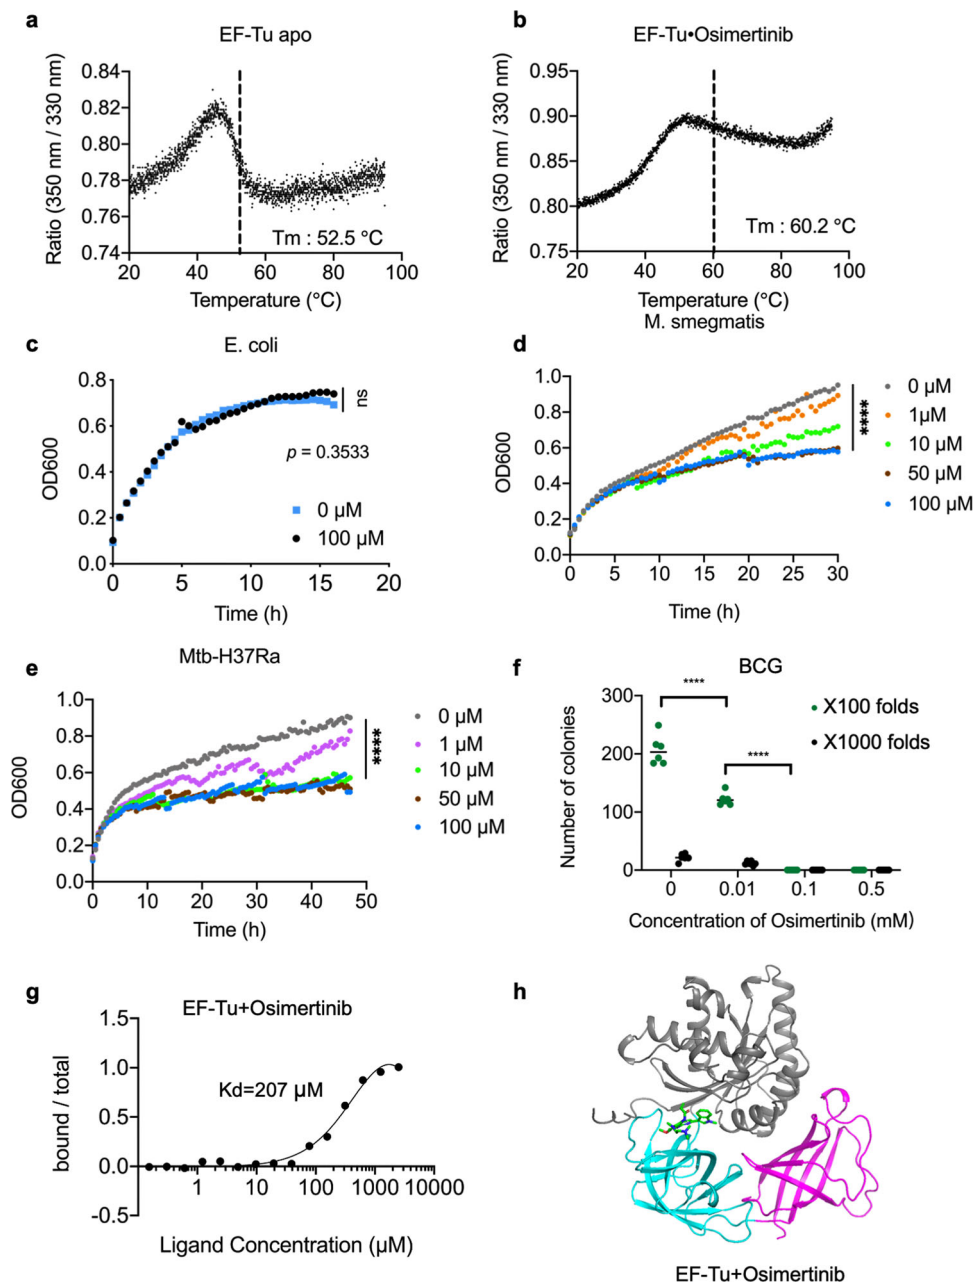 a
EF-Tu apo
Ratio (350 nm / 330 nm)
0.84
0.82
0.80
0.78
0.76
0.74
Tm : 52.5 °C
20 40 60 80 100
Temperature (°C)
b
EF-Tu•Osimertinib
Ratio (350 nm / 330 nm)
0.95
0.90
0.85
0.80
0.75
Tm : 60.2 °C
20 40 60 80 100
Temperature (°C)
c
E. coli
OD600
0.8
0.6
0.4
0.2
0.0
ns
p = 0.3533
0 µM
100 µM
0 5 10 15 20
Time (h)
M. smegmatis
d
OD600
1.0
0.8
0.6
0.4
0.2
0.0
****
0 µM
1µM
10 µM
50 µM
100 µM
0 5 10 15 20 25 30
Time (h)
e
Mtb-H37Ra
OD600
1.0
0.8
0.6
0.4
0.2
0.0
****
0 µM
1 µM
10 µM
50 µM
100 µM
0 10 20 30 40 50
Time (h)
f
BCG
Number of colonies
300
200
100
0
****
****
X100 folds
X1000 folds
0 0.01 0.1 0.5
Concentration of Osimertinib (mM)
g
EF-Tu+Osimertinib
bound / total
1.5
1.0
0.5
0.0
-0.5
Kd=207 µM
1 10 100 1000 10000
Ligand Concentration (µM)
h
EF-Tu+Osimertinib